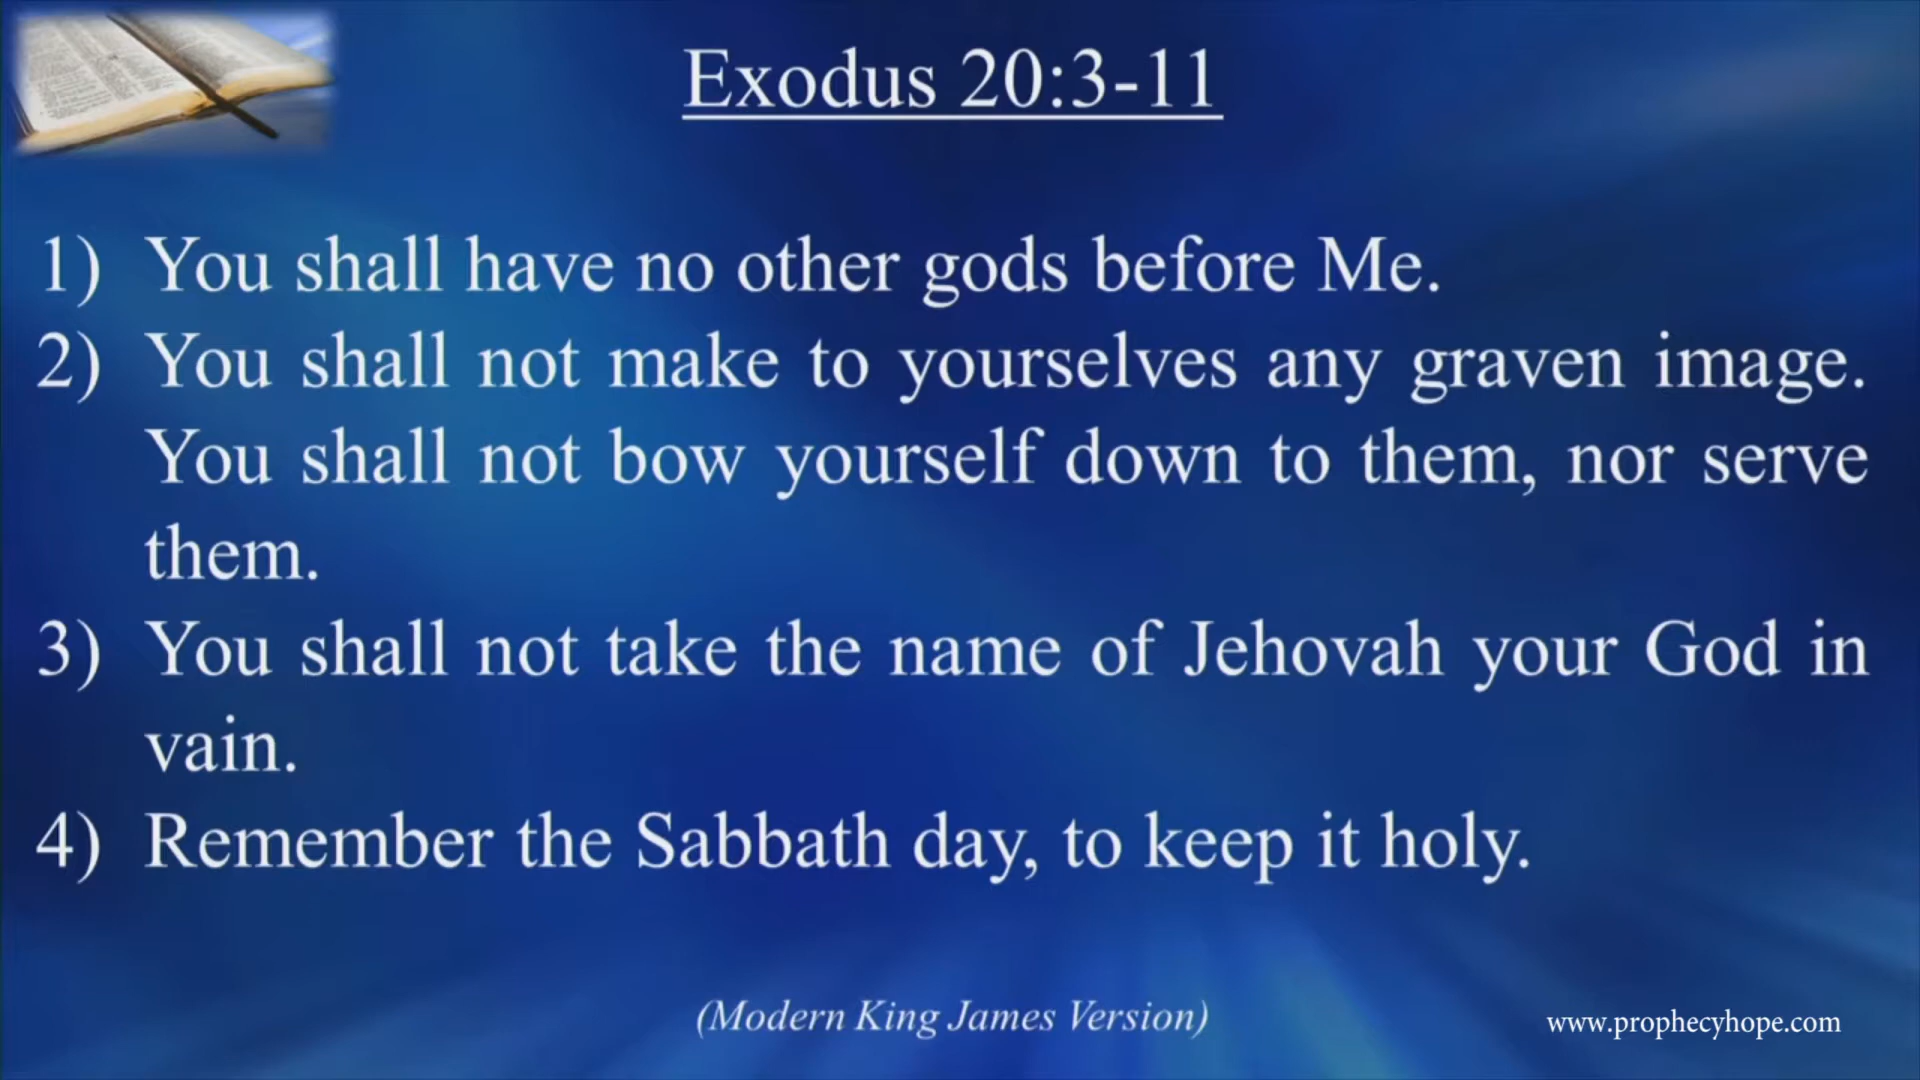 Exodus 20:3-11
1) You shall have no other gods before Me.
2) You shall not make to yourselves any graven image.
You shall not bow yourself down to them, nor serve
them.
3) You shall not take the name of Jehovah your God in
vain.
4) Remember the Sabbath day, to keep it holy.
(Modern King James Version)
www.prophecyhope.com